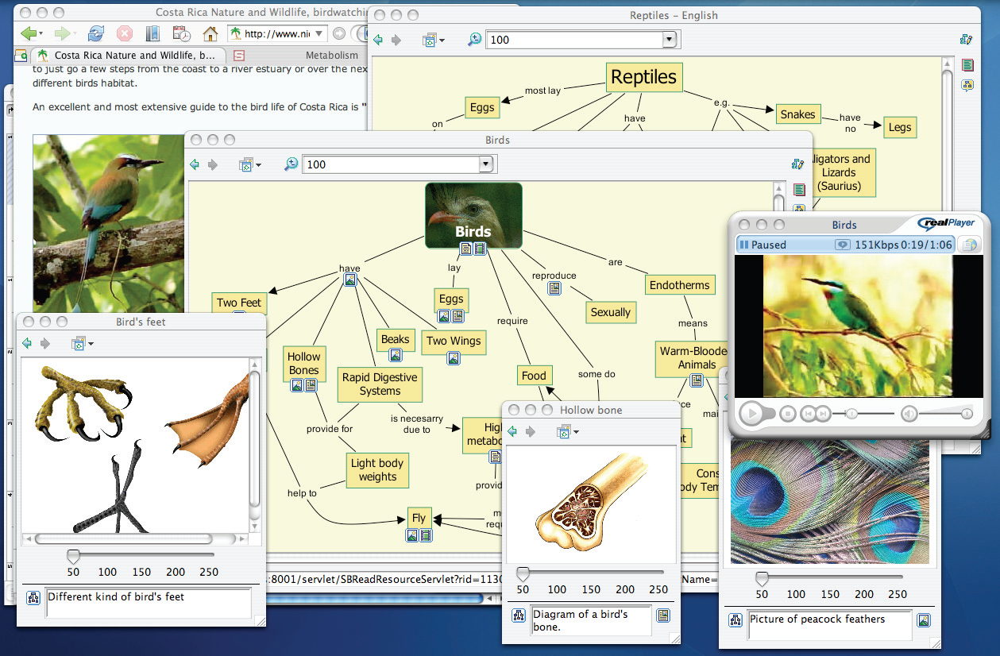 Costa Rica Nature and Wildlife, birdwatchin
http://www.ni
Costa Rica Nature and Wildlife, b...
Metabolism
to just go a few steps from the coast to a river estuary or over the nex
different birds habitat.
An excellent and most extensive guide to the bird life of Costa Rica is "
Reptiles – English
100
Reptiles
most lay
Eggs
on
have
e.g.
Snakes
have
no
Legs
lligators and
Lizards
(Saurius)
Birds
100
Birds
have
lay
reproduce
are
Endotherms
Two Feet
Eggs
Sexually
require
means
Beaks
Two Wings
Hollow
Bones
Warm-Bloode
Animals
Rapid Digestive
Systems
Food
some do
provide for
is necesarry
due to
Hig
metabo
Light body
weights
provid
help to
Fly
m
requ
ce
mai
t
Cons
ody Tem
:8001/servlet/SBReadResourceServlet?rid=1130
Name=
Bird's feet
50 100 150 200 250
Different kind of bird's feet
Hollow bone
50 100 150 200 250
Diagram of a bird's
bone.
Birds
realPlayer
Paused
151Kbps 0:19/1:06
50 100 150 200 250
Picture of peacock feathers